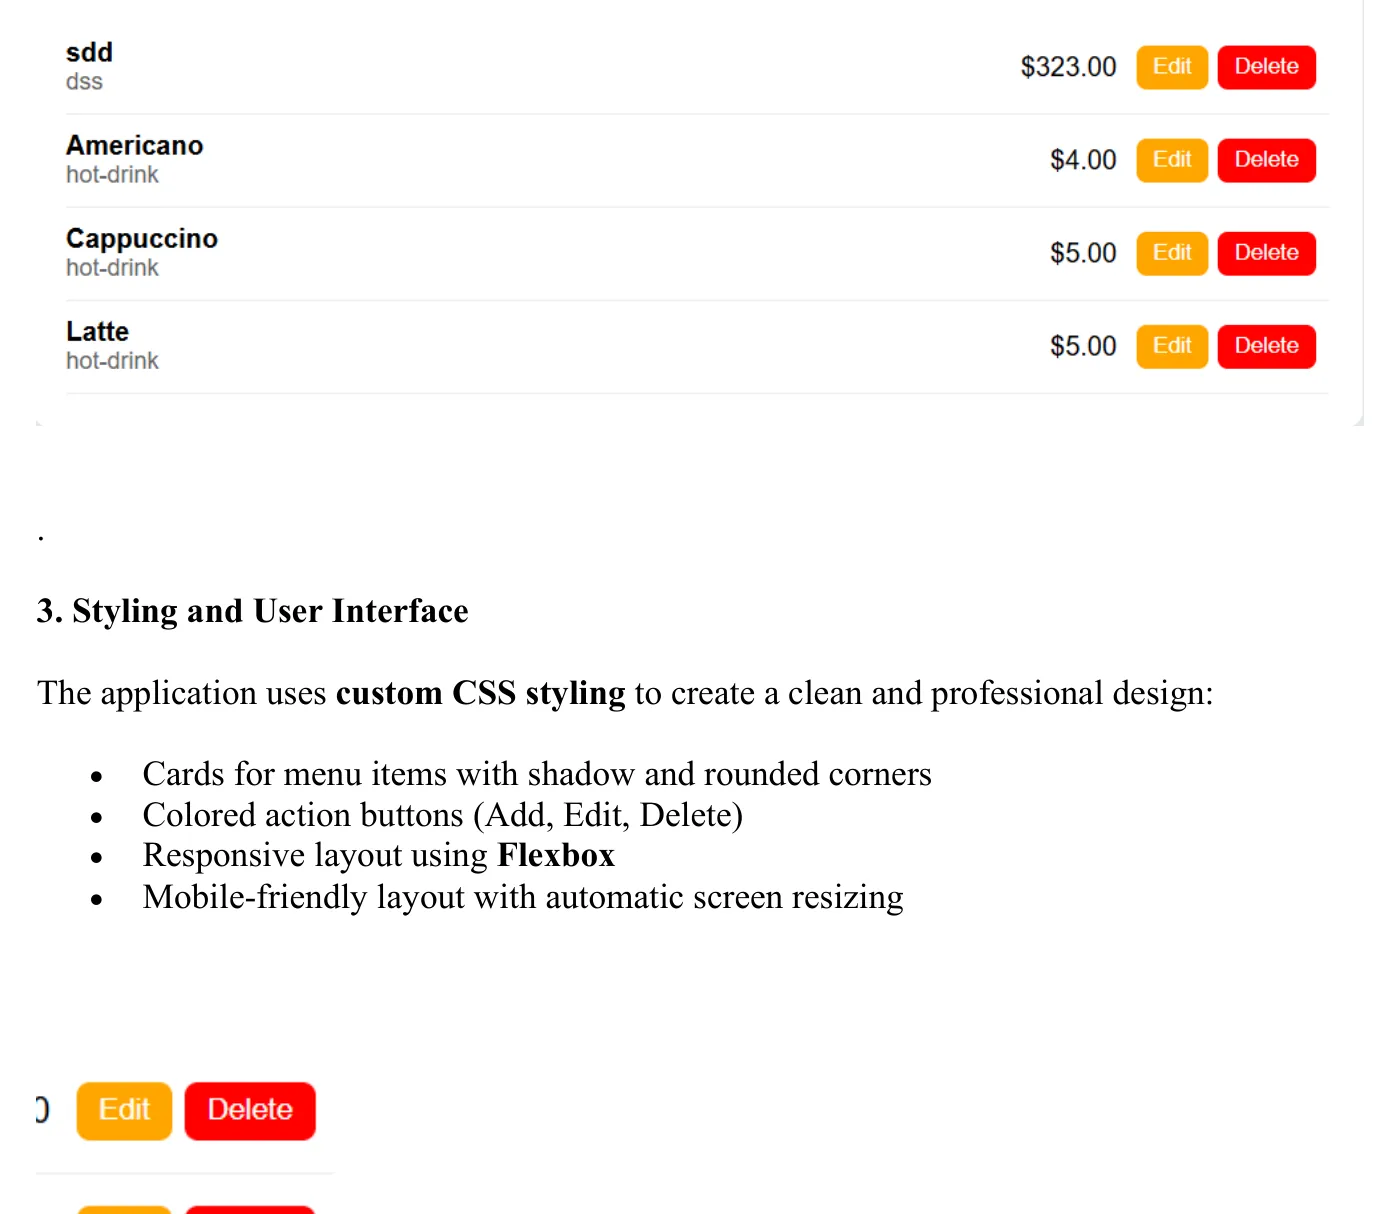 sdd
dss
$323.00 Edit Delete
Americano
hot-drink
$4.00 Edit Delete
Cappuccino
hot-drink
$5.00 Edit Delete
Latte
hot-drink
$5.00 Edit Delete
.
3. Styling and User Interface
The application uses custom CSS styling to create a clean and professional design:
• Cards for menu items with shadow and rounded corners
• Colored action buttons (Add, Edit, Delete)
• Responsive layout using Flexbox
• Mobile-friendly layout with automatic screen resizing
0 Edit Delete